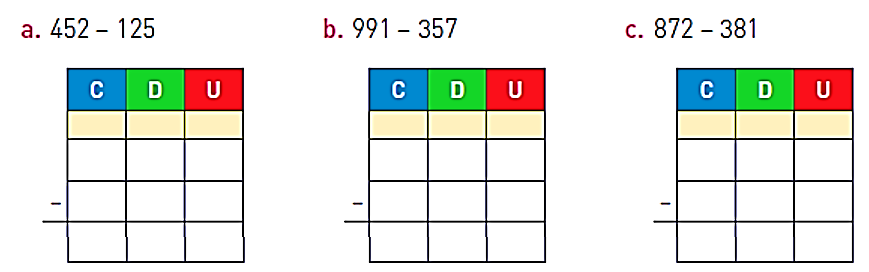 a. 452 – 125
b. 991 – 357
c. 872 – 381
C D U
C D U
C D U
– – –